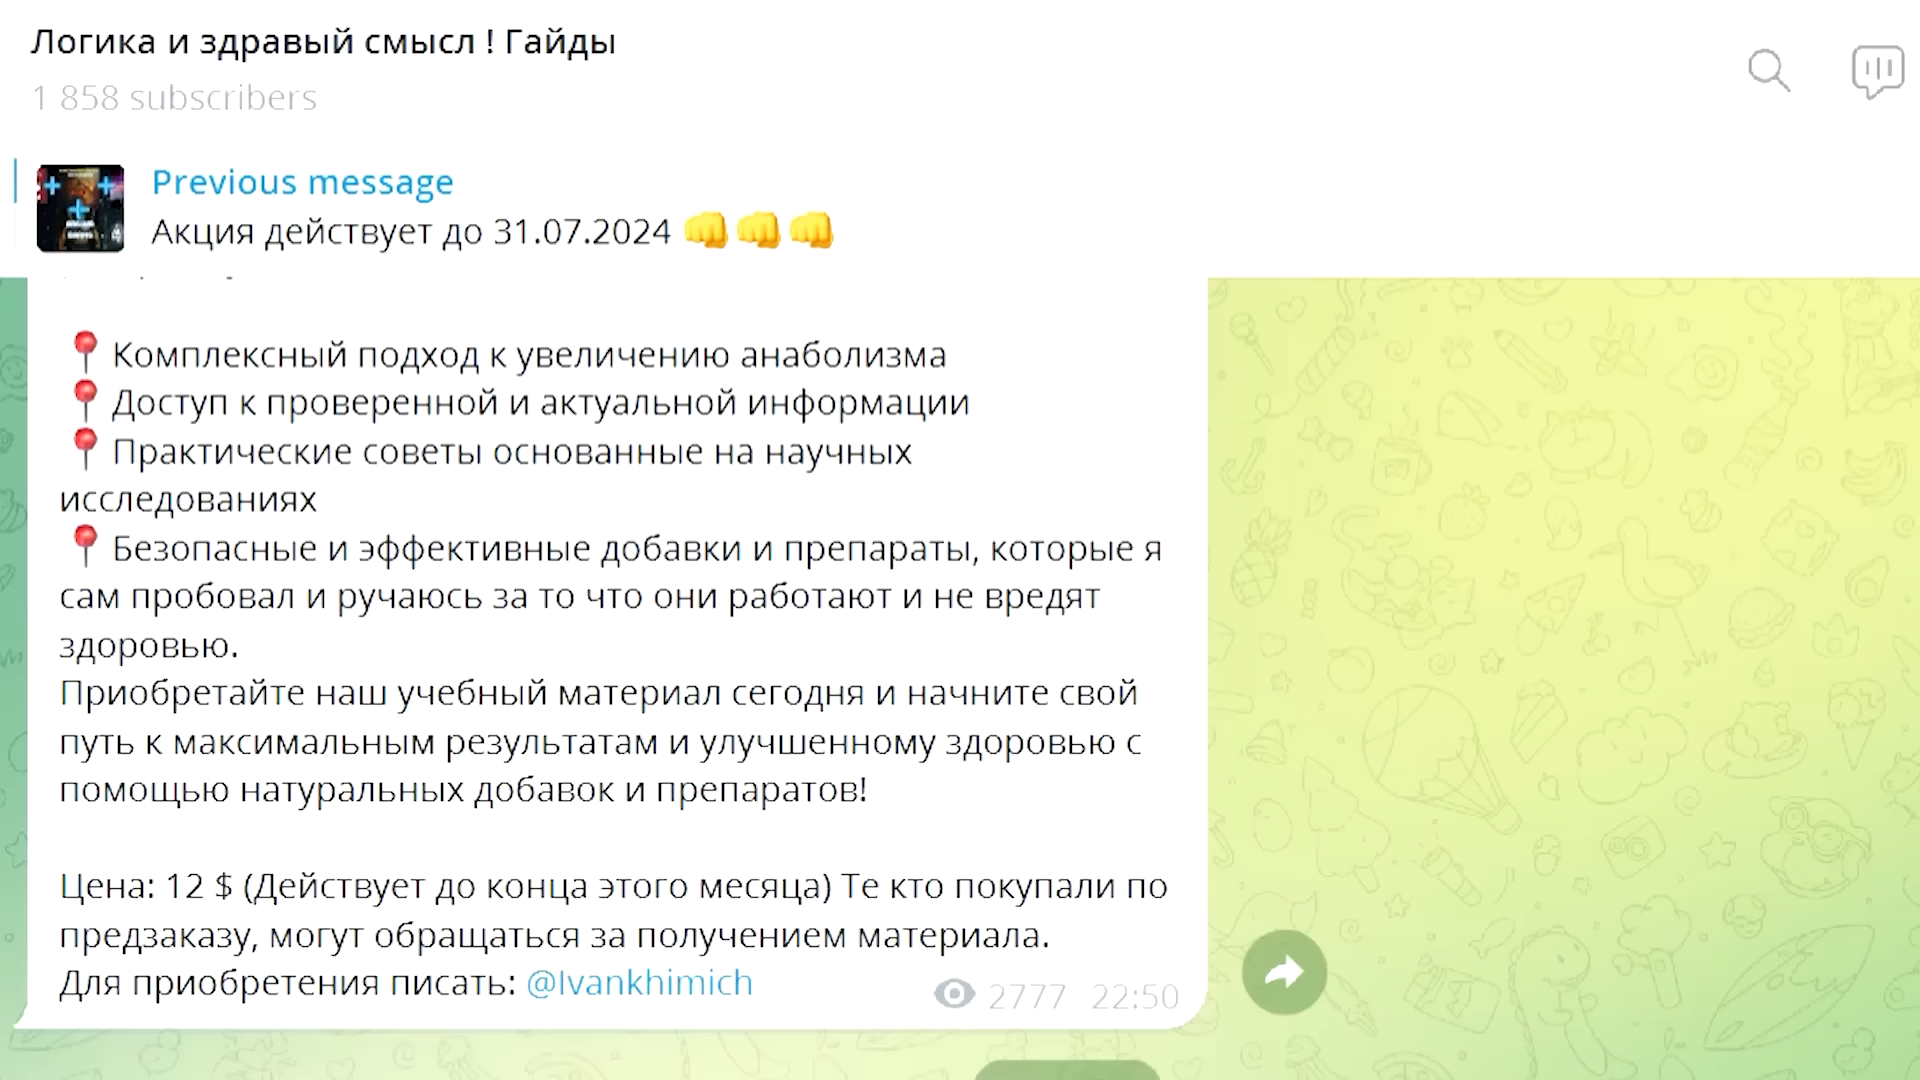 Логика и здравый смысл ! Гайды
1 858 subscribers
Previous message
Акция действует до 31.07.2024 👊👊👊
📍Комплексный подход к увеличению анаболизма
📍Доступ к проверенной и актуальной информации
📍Практические советы основанные на научных
исследованиях
📍Безопасные и эффективные добавки и препараты, которые я
сам пробовал и ручаюсь за то что они работают и не вредят
здоровью.
Приобретайте наш учебный материал сегодня и начните свой
путь к максимальным результатам и улучшенному здоровью с
помощью натуральных добавок и препаратов!
Цена: 12 $ (Действует до конца этого месяца) Те кто покупали по
предзаказу, могут обращаться за получением материала.
Для приобретения писать: @Ivankhimich
2777 22:50